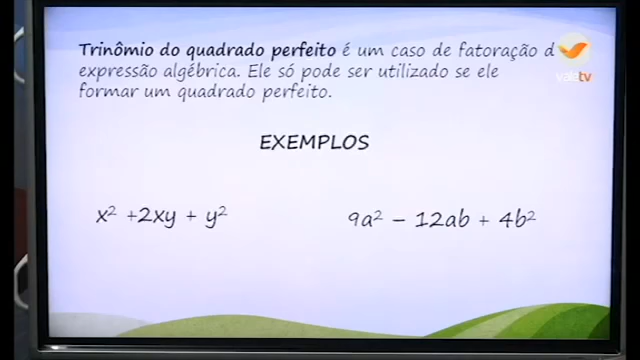 Trinômio do quadrado perfeito é um caso de fatoração d
expressão algébrica. Ele só pode ser utilizado se ele
formar um quadrado perfeito.
valetv
EXEMPLOS
x² +2xy + y²
9a² – 12ab + 4b²